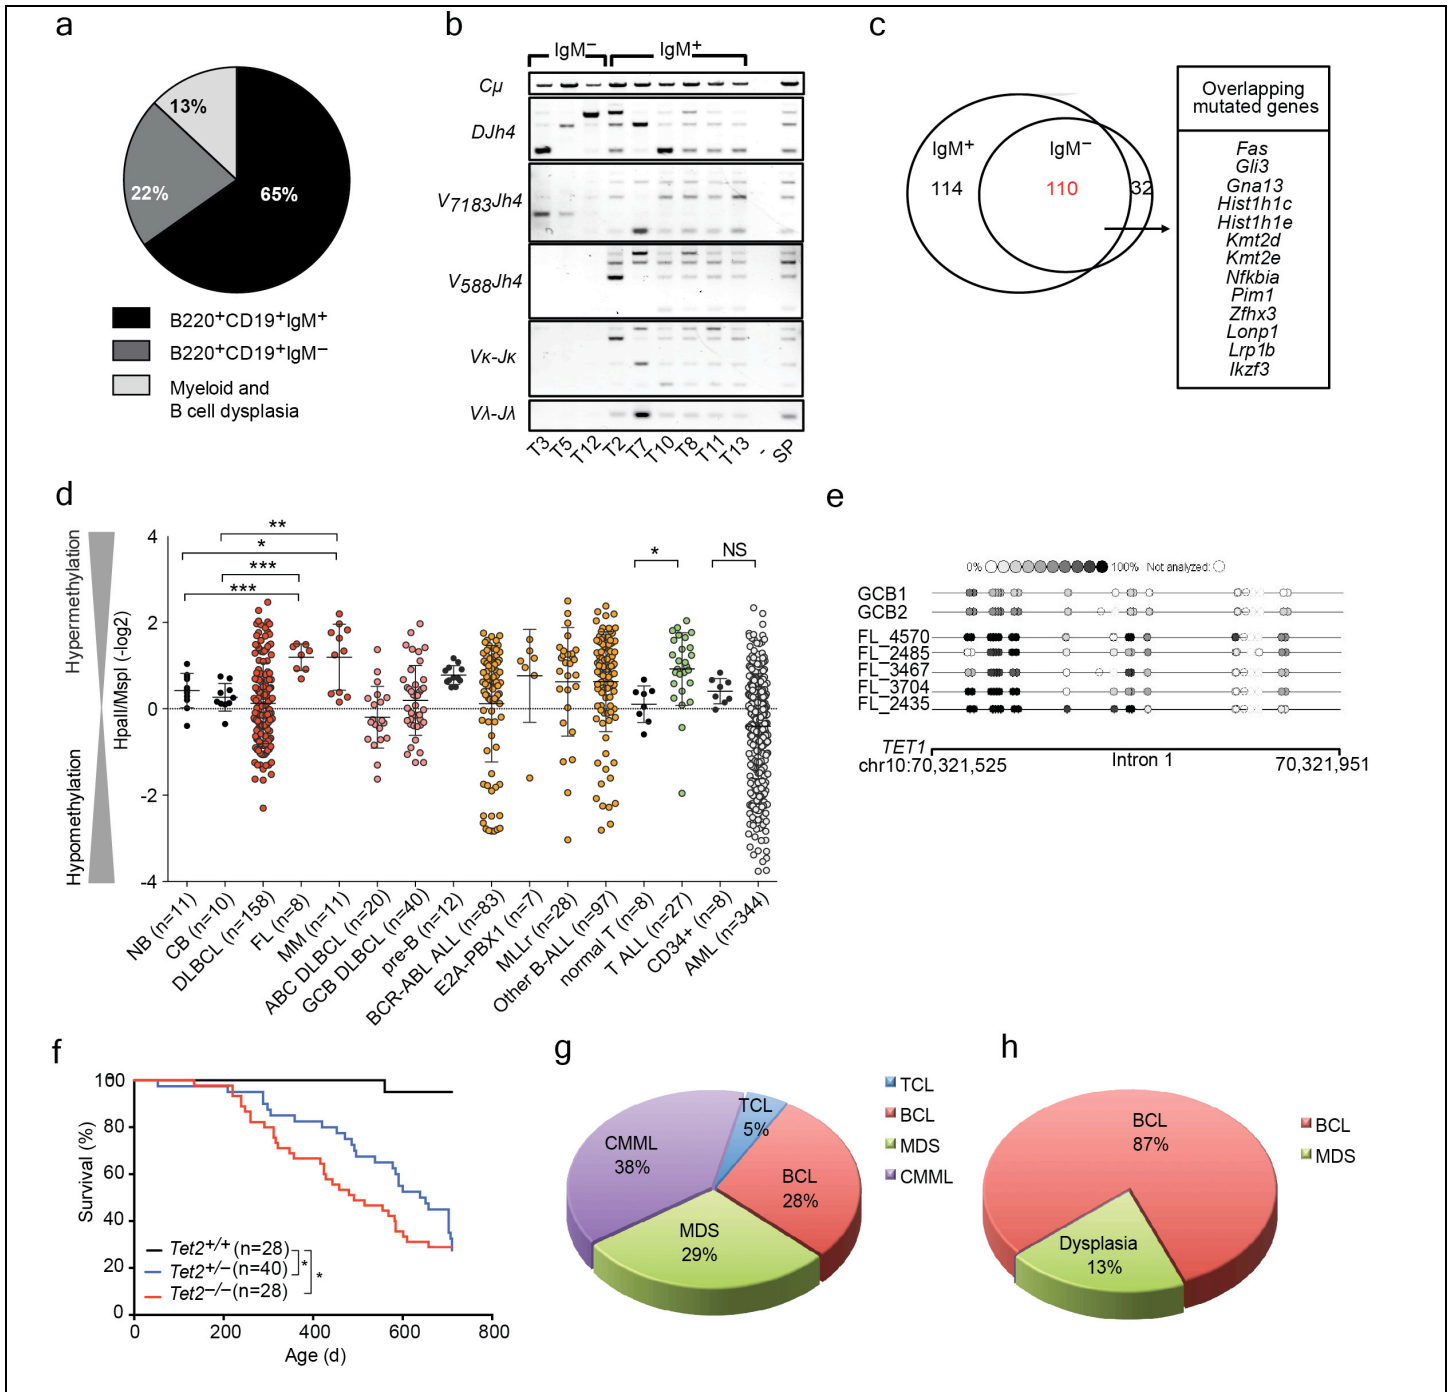 a
13%
22%
65%
B220+CD19+IgM+
B220+CD19+IgM−
Myeloid and
B cell dysplasia
b
IgM− IgM+
Cμ
DJh4
V7183Jh4
V588Jh4
Vκ-Jκ
Vλ-Jλ
T3 T5 T12 T2 T7 T10 T8 T11 T13 - SP
c
IgM+ IgM−
114 110 32
Overlapping
mutated genes
Fas
Gli3
Gna13
Hist1h1c
Hist1h1e
Kmt2d
Kmt2e
Nfkbia
Pim1
Zfhx3
Lonp1
Lrp1b
Ikzf3
d
Hypermethylation
Hypomethylation
HpaII/MspI (-log2)
4
2
0
-2
-4
**
*
***
***
*
NS
NB (n=11)
CB (n=10)
DLBCL (n=158)
FL (n=8)
MM (n=11)
ABC DLBCL (n=20)
GCB DLBCL (n=40)
pre-B (n=12)
BCR-ABL ALL (n=83)
E2A-PBX1 (n=7)
MLLr (n=28)
Other B-ALL (n=97)
normal T (n=8)
T ALL (n=27)
CD34+ (n=8)
AML (n=344)
e
0% 100% Not analyzed:
GCB1
GCB2
FL_4570
FL_2485
FL_3467
FL_3704
FL_2435
TET1
chr10:70,321,525 Intron 1 70,321,951
f
Survival (%)
100
80
60
40
20
0
Tet2+/+ (n=28)
Tet2+/− (n=40)
Tet2−/− (n=28)
*
*
0 200 400 600 800
Age (d)
g
TCL
5%
BCL
28%
MDS
29%
CMML
38%
TCL
BCL
MDS
CMML
h
BCL
87%
Dysplasia
13%
BCL
MDS